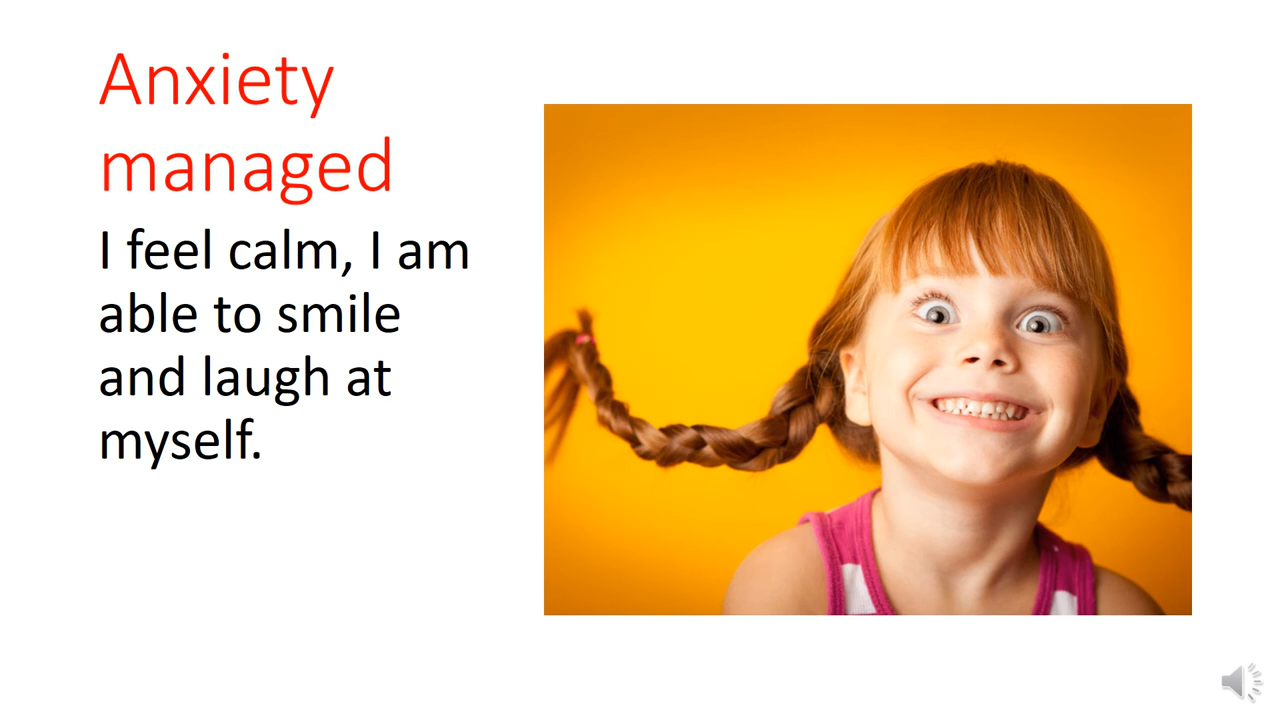 Anxiety
managed
I feel calm, I am
able to smile
and laugh at
myself.